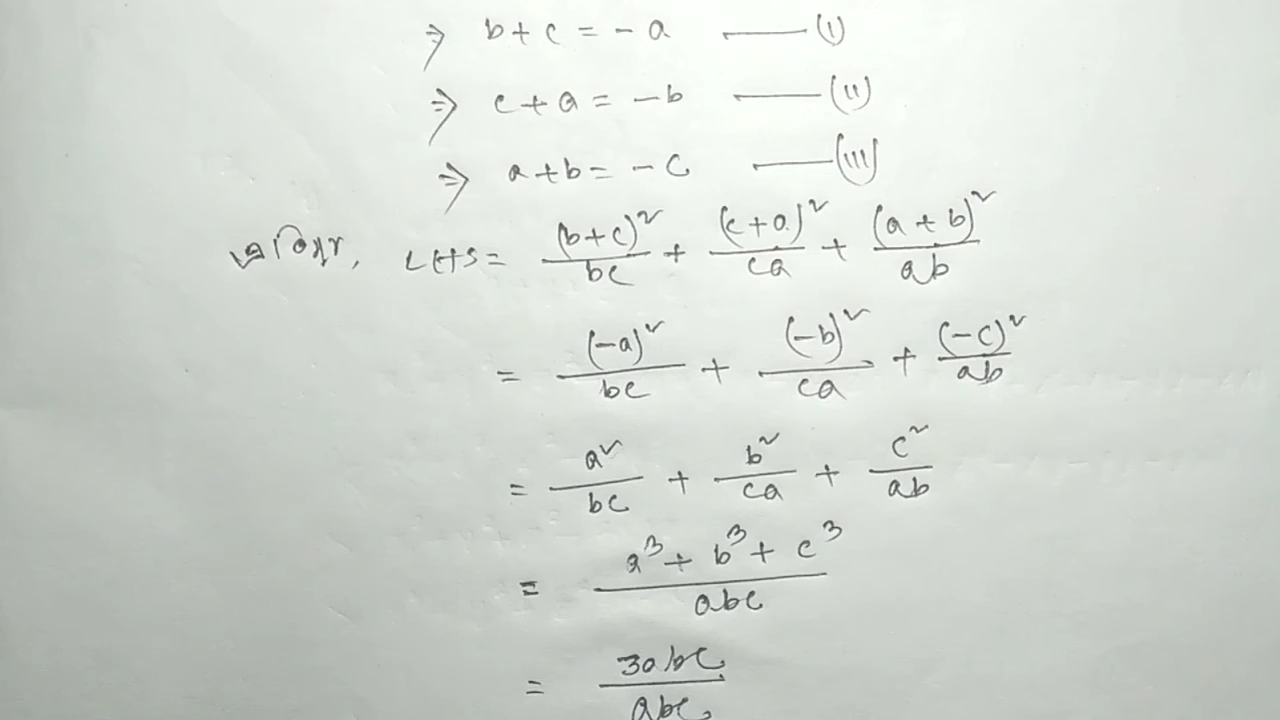 ⇒ b+c = -a —— (I)
⇒ c+a = -b —— (II)
⇒ a+b = -c —— (III)
LHS = (b+c)²/bc + (c+a)²/ca + (a+b)²/ab
= (-a)²/bc + (-b)²/ca + (-c)²/ab
= a²/bc + b²/ca + c²/ab
= a³+b³+c³/abc
= 3abc/abc